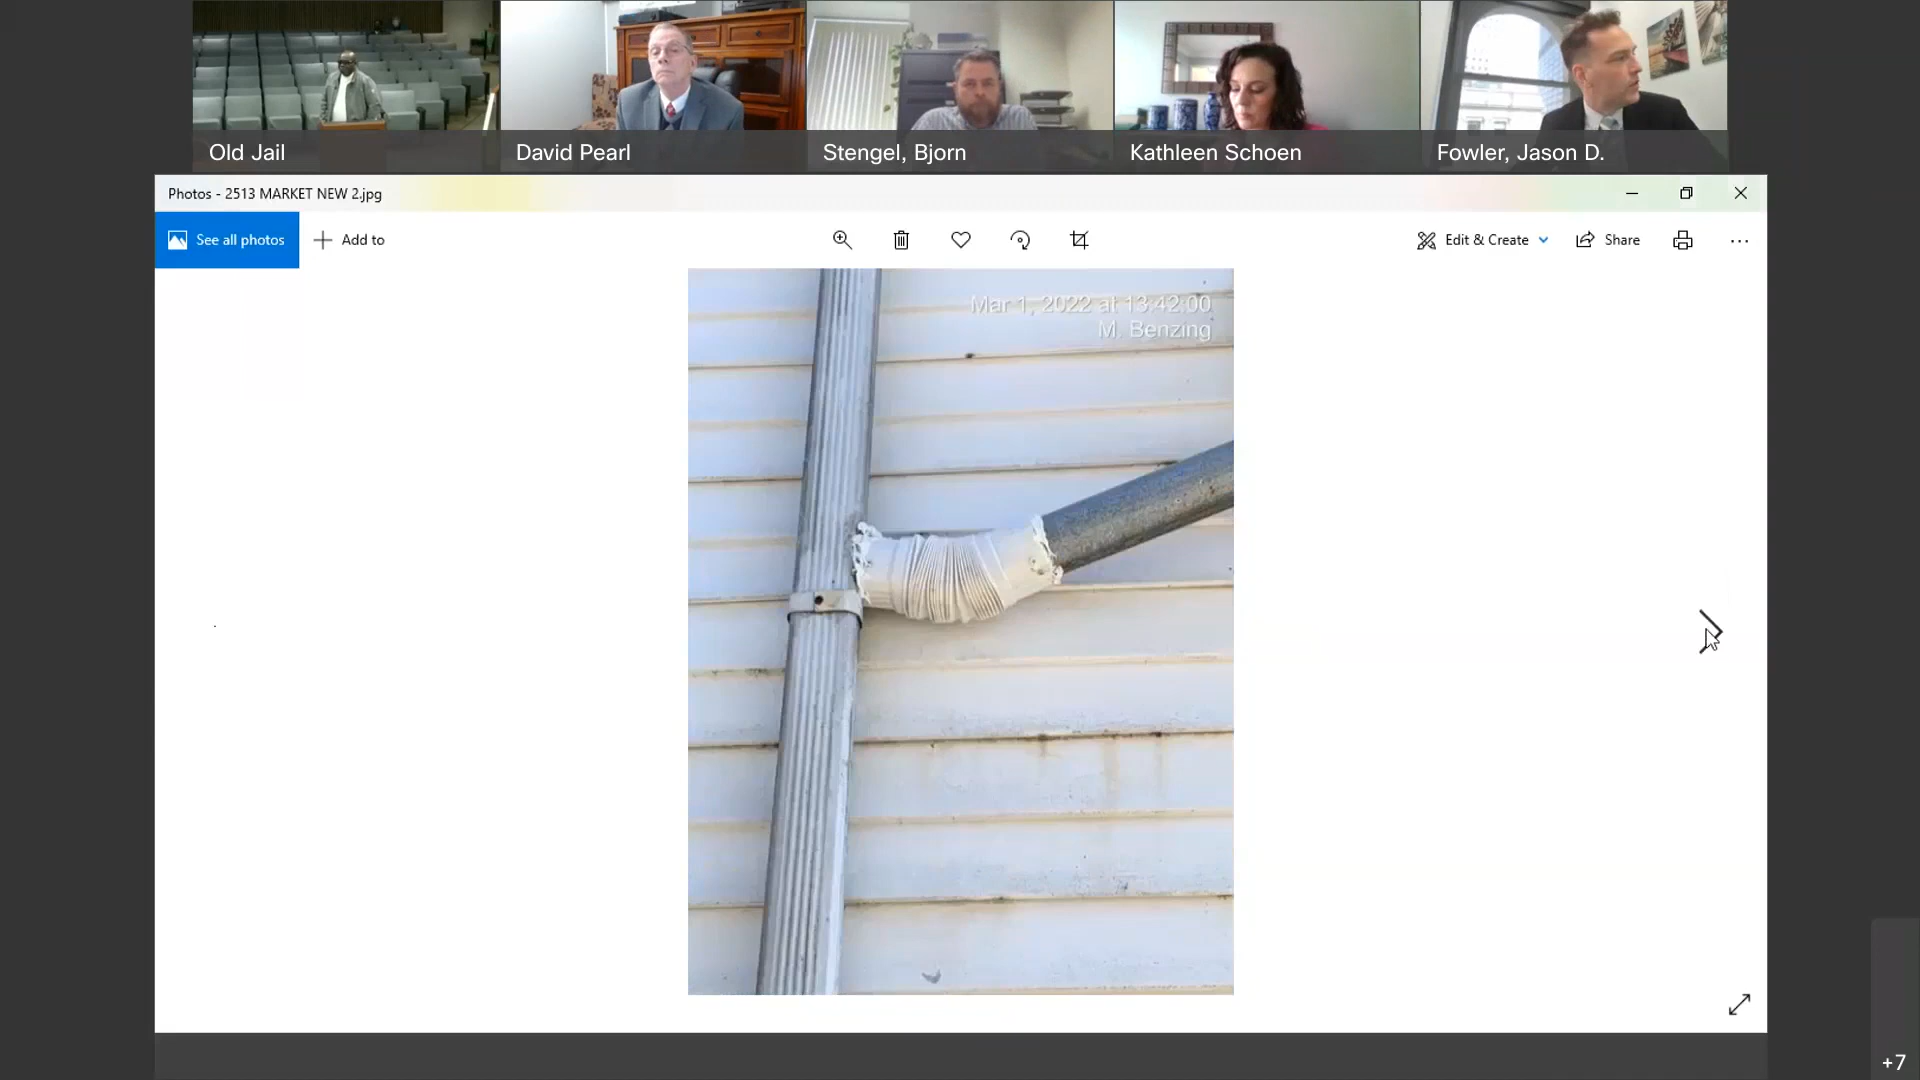 Old Jail
David Pearl
Stengel, Bjorn
Kathleen Schoen
Fowler, Jason D.
Photos - 2513 MARKET NEW 2.jpg
See all photos
Add to
Edit & Create
Share
Mar 1, 2022 at 13:42:00
M. Benzing
+7